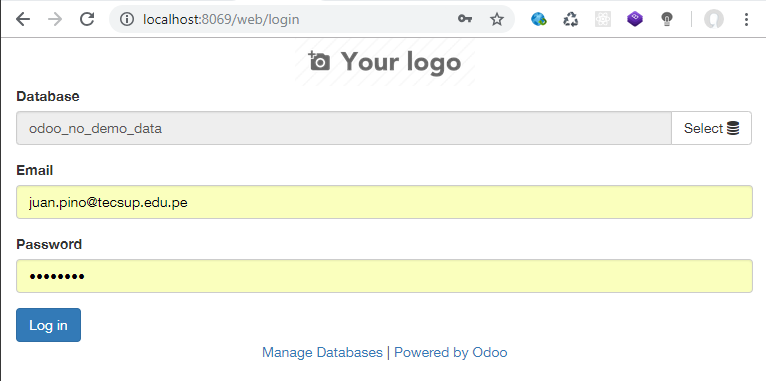 localhost:8069/web/login
Your logo
Database
odoo_no_demo_data
Select
Email
juan.pino@tecsup.edu.pe
Password
••••••••
Log in
Manage Databases | Powered by Odoo